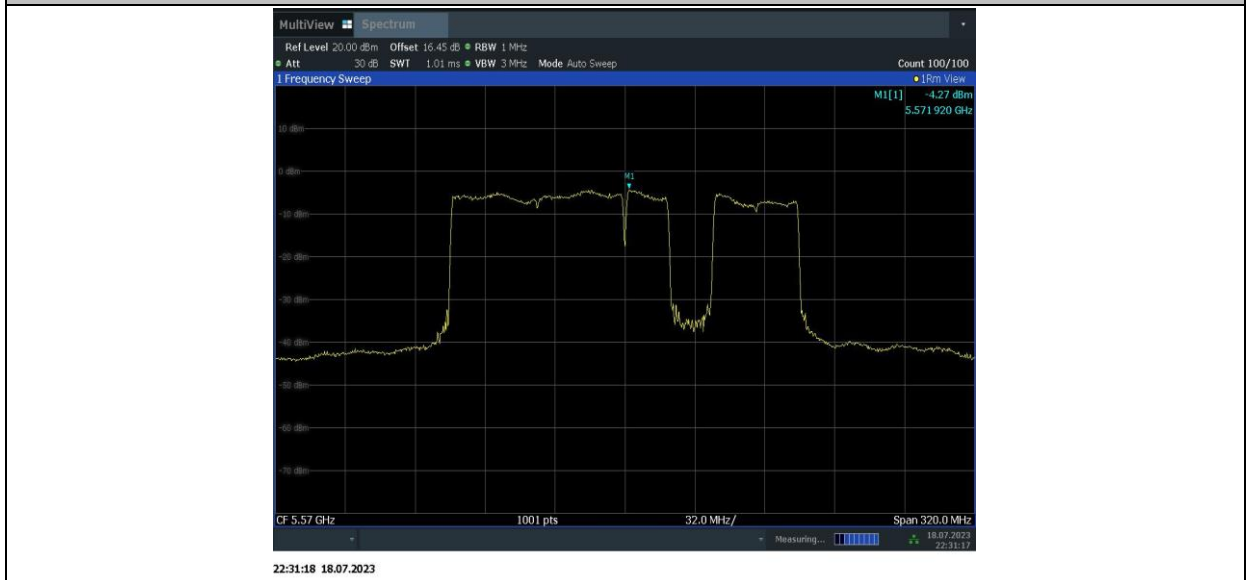 MultiView Spectrum
Ref Level 20.00 dBm Offset 16.45 dB RBW 1 MHz
Att 30 dB SWT 1.01 ms VBW 3 MHz Mode Auto Sweep Count 100/100
1 Frequency Sweep 1Rm View
M1[1] -4.27 dBm
5.571 920 GHz
10 dBm
0 dBm
M1
-10 dBm
-20 dBm
-30 dBm
-40 dBm
-50 dBm
-60 dBm
-70 dBm
CF 5.57 GHz 1001 pts 32.0 MHz/ Span 320.0 MHz
Measuring... 18.07.2023
22:31:17
22:31:18 18.07.2023